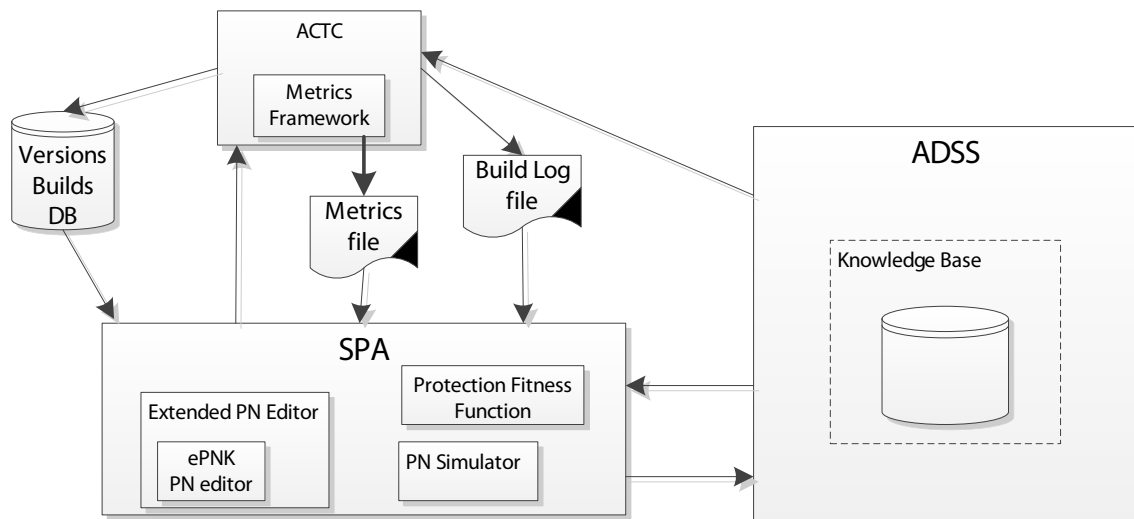 ACTC
Metrics
Framework
Versions
Builds
DB
Metrics
file
Build Log
file
ADSS
Knowledge Base
SPA
Protection Fitness
Function
Extended PN Editor
ePNK
PN editor
PN Simulator